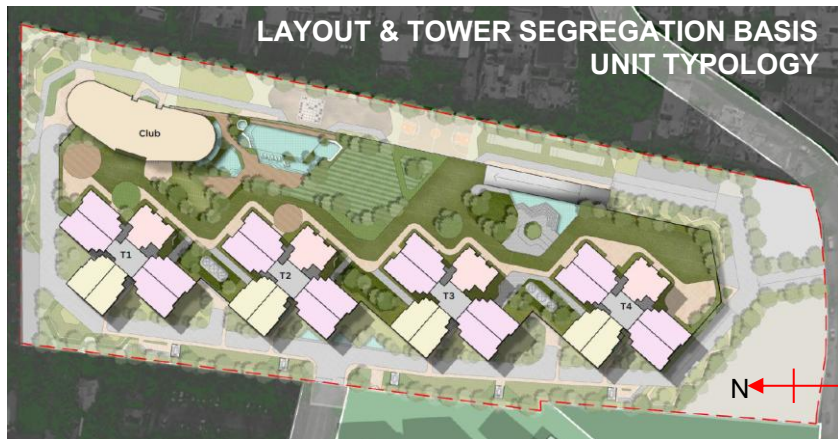 LAYOUT & TOWER SEGREGATION BASIS
UNIT TYPOLOGY
Club
T1
T2
T3
T4
N